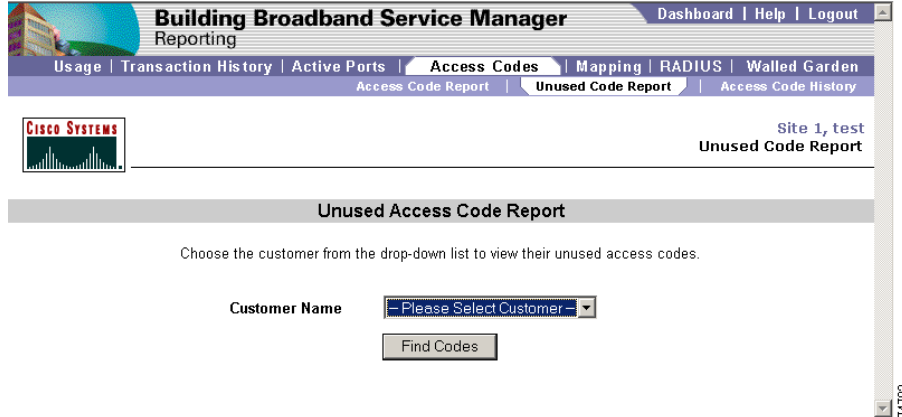 Building Broadband Service Manager
Dashboard | Help | Logout
Reporting
Usage | Transaction History | Active Ports | Access Codes | Mapping | RADIUS | Walled Garden
Access Code Report | Unused Code Report | Access Code History
CISCO SYSTEMS
Site 1, test
Unused Code Report
Unused Access Code Report
Choose the customer from the drop-down list to view their unused access codes.
Customer Name
-- Please Select Customer --
Find Codes